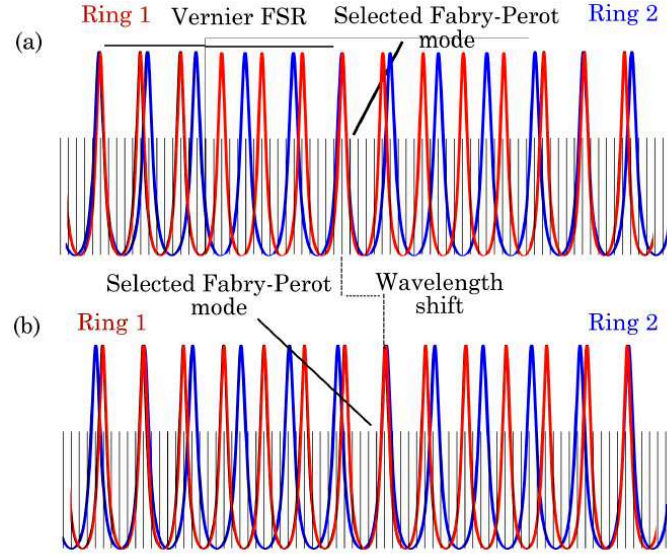 (a)
Ring 1
Vernier FSR
Selected Fabry-Perot
mode
Ring 2
Selected Fabry-Perot
mode
Wavelength
shift
(b)
Ring 1
Ring 2